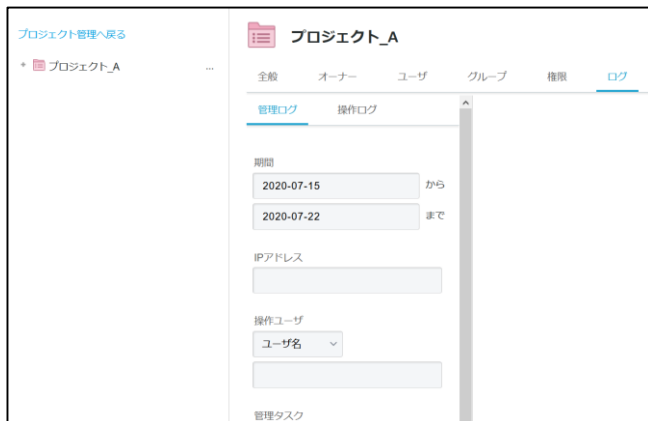 プロジェクト管理へ戻る
プロジェクト_A ...
プロジェクト_A
全般 オーナー ユーザ グループ 権限 ログ
管理ログ 操作ログ
期間
2020-07-15 から
2020-07-22 まで
IPアドレス
操作ユーザ
ユーザ名
管理タスク